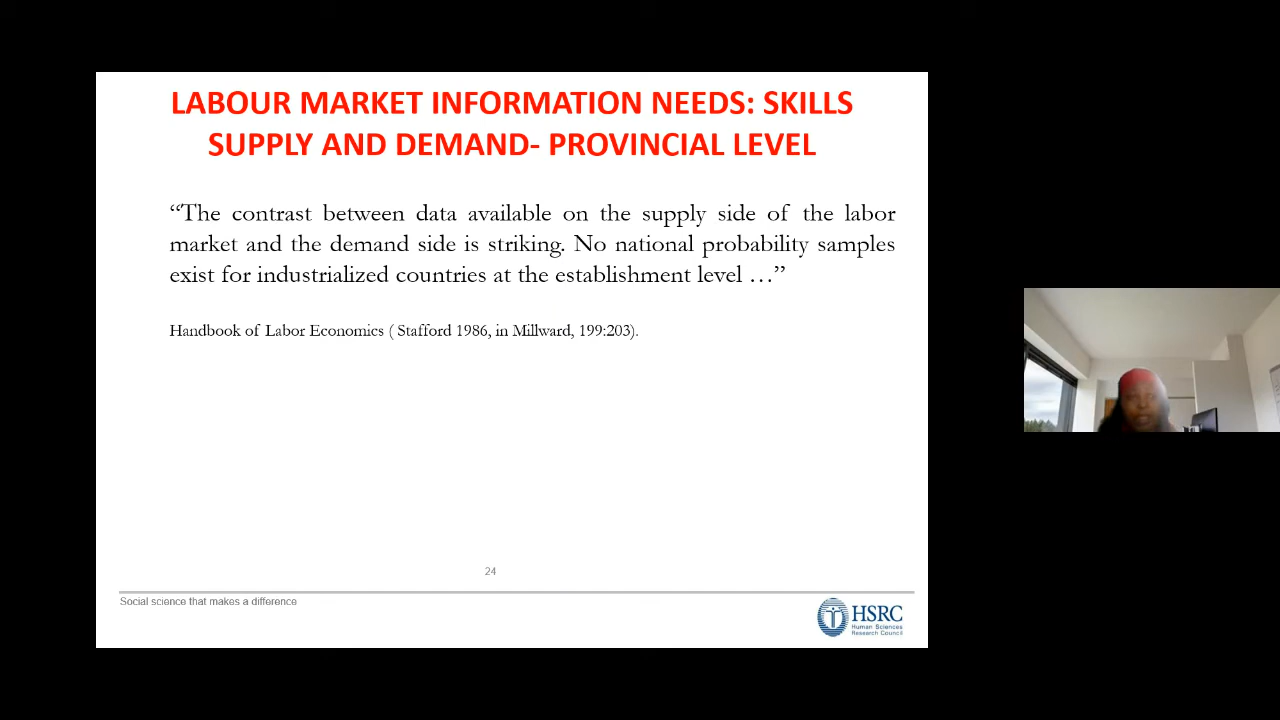 LABOUR MARKET INFORMATION NEEDS: SKILLS
SUPPLY AND DEMAND- PROVINCIAL LEVEL
“The contrast between data available on the supply side of the labor
market and the demand side is striking. No national probability samples
exist for industrialized countries at the establishment level …”
Handbook of Labor Economics ( Stafford 1986, in Millward, 199:203).
24
Social science that makes a difference
HSRC
Human Sciences
Research Council